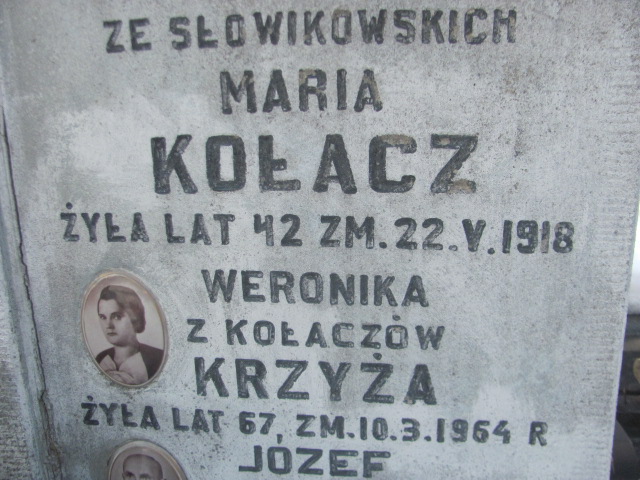 ZE SŁOWIKOWSKICH
MARIA
KOŁACZ
ŻYŁA LAT 42 ZM. 22.V.1918
WERONIKA
Z KOŁACZÓW
KRZYŻA
ŻYŁA LAT 67, ZM.10.3.1964 R
JÓZEF